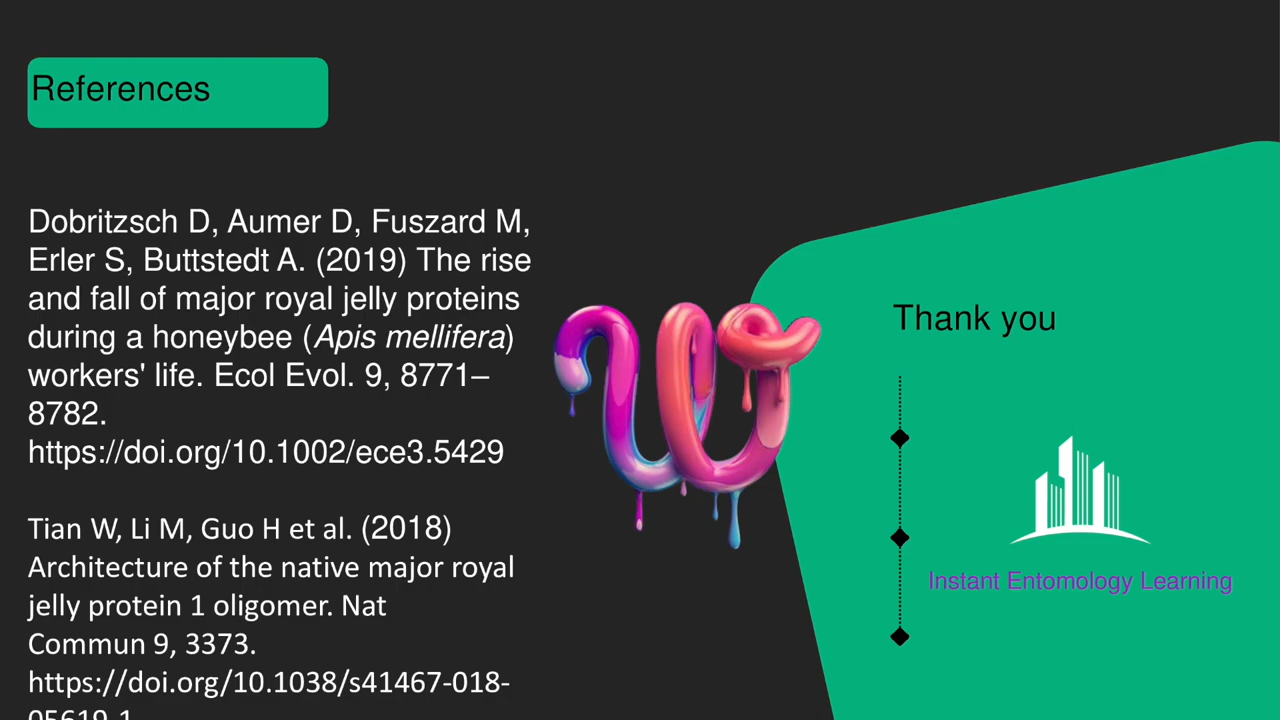 References
Dobritzsch D, Aumer D, Fuszard M,
Erler S, Buttstedt A. (2019) The rise
and fall of major royal jelly proteins
during a honeybee (Apis mellifera)
workers' life. Ecol Evol. 9, 8771–
8782.
https://doi.org/10.1002/ece3.5429
Tian W, Li M, Guo H et al. (2018)
Architecture of the native major royal
jelly protein 1 oligomer. Nat
Commun 9, 3373.
https://doi.org/10.1038/s41467-018-
05619-1
W
Thank you
Instant Entomology Learning